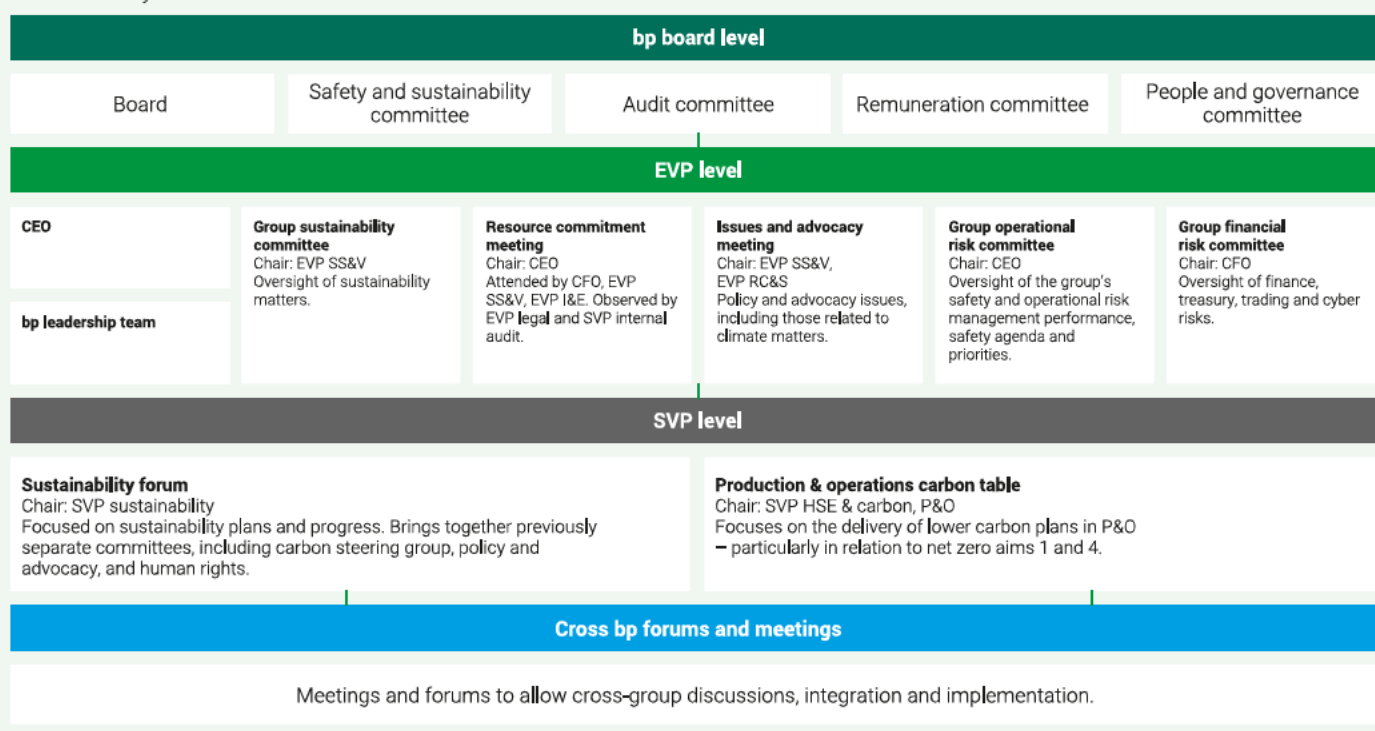 bp board level
Board
Safety and sustainability
committee
Audit committee
Remuneration committee
People and governance
committee
EVP level
CEO
bp leadership team
Group sustainability
committee
Chair: EVP SS&V
Oversight of sustainability
matters.
Resource commitment
meeting
Chair: CEO
Attended by CFO, EVP
SS&V, EVP I&E. Observed by
EVP legal and SVP internal
audit.
Issues and advocacy
meeting
Chair: EVP SS&V,
EVP RC&S
Policy and advocacy issues,
including those related to
climate matters.
Group operational
risk committee
Chair: CEO
Oversight of the group's
safety and operational risk
management performance,
safety agenda and
priorities.
Group financial
risk committee
Chair: CFO
Oversight of finance,
treasury, trading and cyber
risks.
SVP level
Sustainability forum
Chair: SVP sustainability
Focused on sustainability plans and progress. Brings together previously
separate committees, including carbon steering group, policy and
advocacy, and human rights.
Production & operations carbon table
Chair: SVP HSE & carbon, P&O
Focuses on the delivery of lower carbon plans in P&O
– particularly in relation to net zero aims 1 and 4.
Cross bp forums and meetings
Meetings and forums to allow cross-group discussions, integration and implementation.